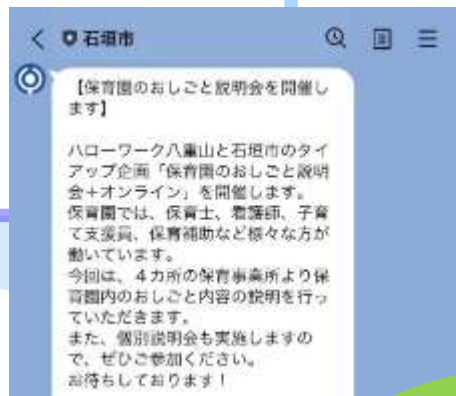 石垣市
【保育園のおしごと説明会を開催し
ます】
ハローワーク八重山と石垣市のタイ
アップ企画「保育園のおしごと説明
会＋オンライン」を開催します。
保育園では、保育士、看護師、子育
て支援員、保育補助など様々な方が
働いています。
今回は、４カ所の保育事業所より保
育園内のおしごと内容の説明を行っ
ていただきます。
また、個別説明会も実施しますの
で、ぜひご参加ください。
お待ちしております！